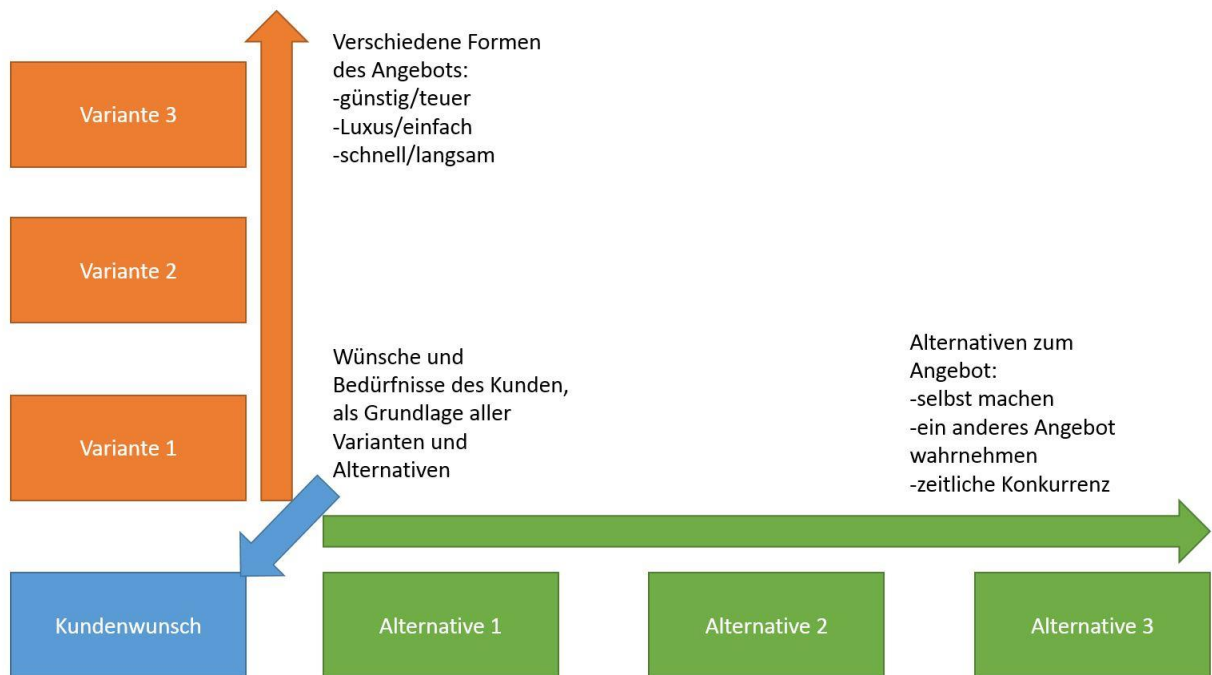 Verschiedene Formen
des Angebots:
-günstig/teuer
-Luxus/einfach
-schnell/langsam
Variante 3
Variante 2
Variante 1
Wünsche und
Bedürfnisse des Kunden,
als Grundlage aller
Varianten und
Alternativen
Alternativen zum
Angebot:
-selbst machen
-ein anderes Angebot
wahrnehmen
-zeitliche Konkurrenz
Kundenwunsch
Alternative 1
Alternative 2
Alternative 3